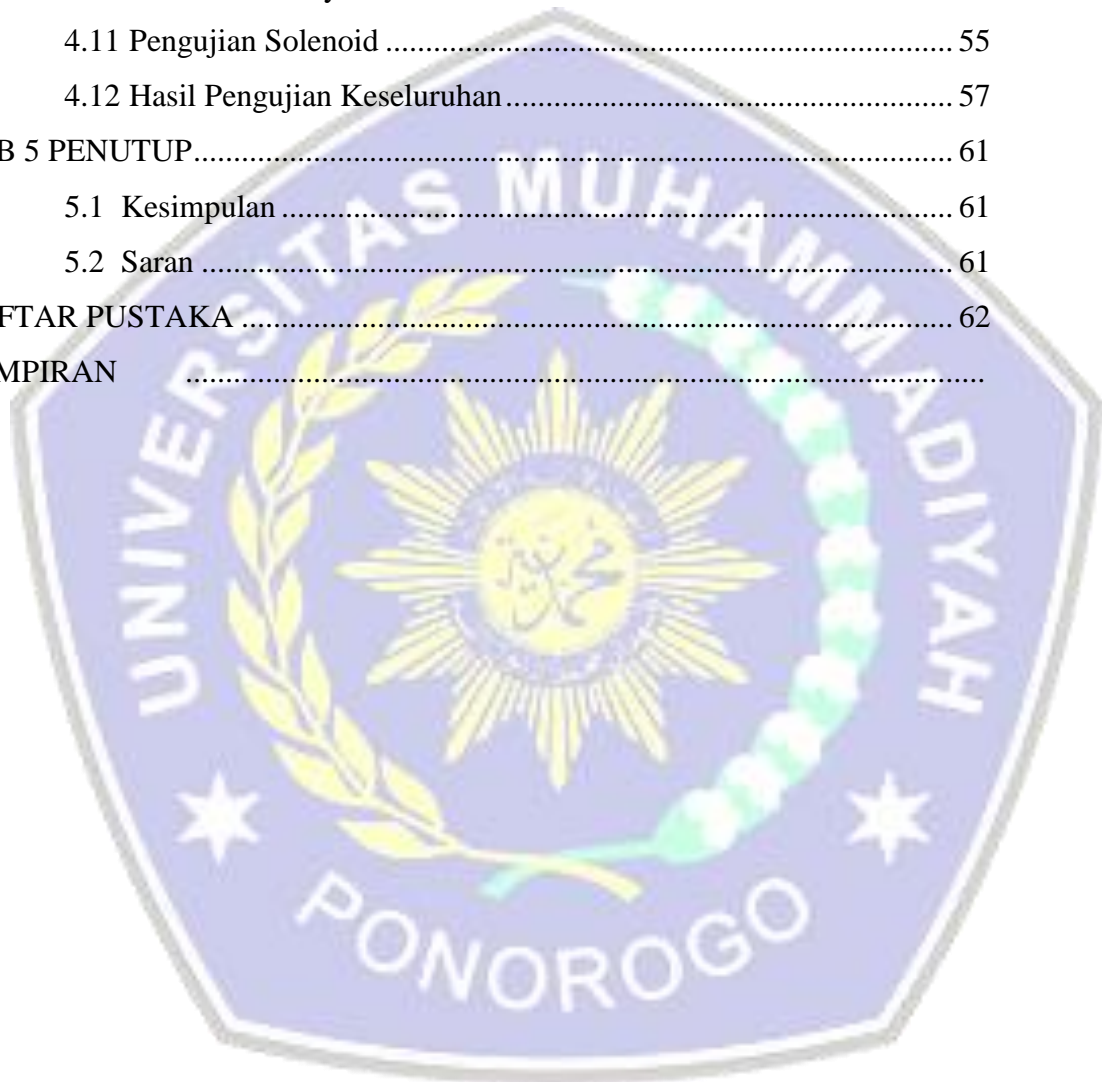 4.11 Pengujian Solenoid ....................................................................... 55
4.12 Hasil Pengujian Keseluruhan ........................................................ 57
B 5 PENUTUP ............................................................................................... 61
5.1 Kesimpulan .................................................................................... 61
5.2 Saran .............................................................................................. 61
FTAR PUSTAKA ......................................................................................... 62
MPIRAN ....................................................................................................
UNIVERSITAS MUHAMMADIYAH
PONOROGO